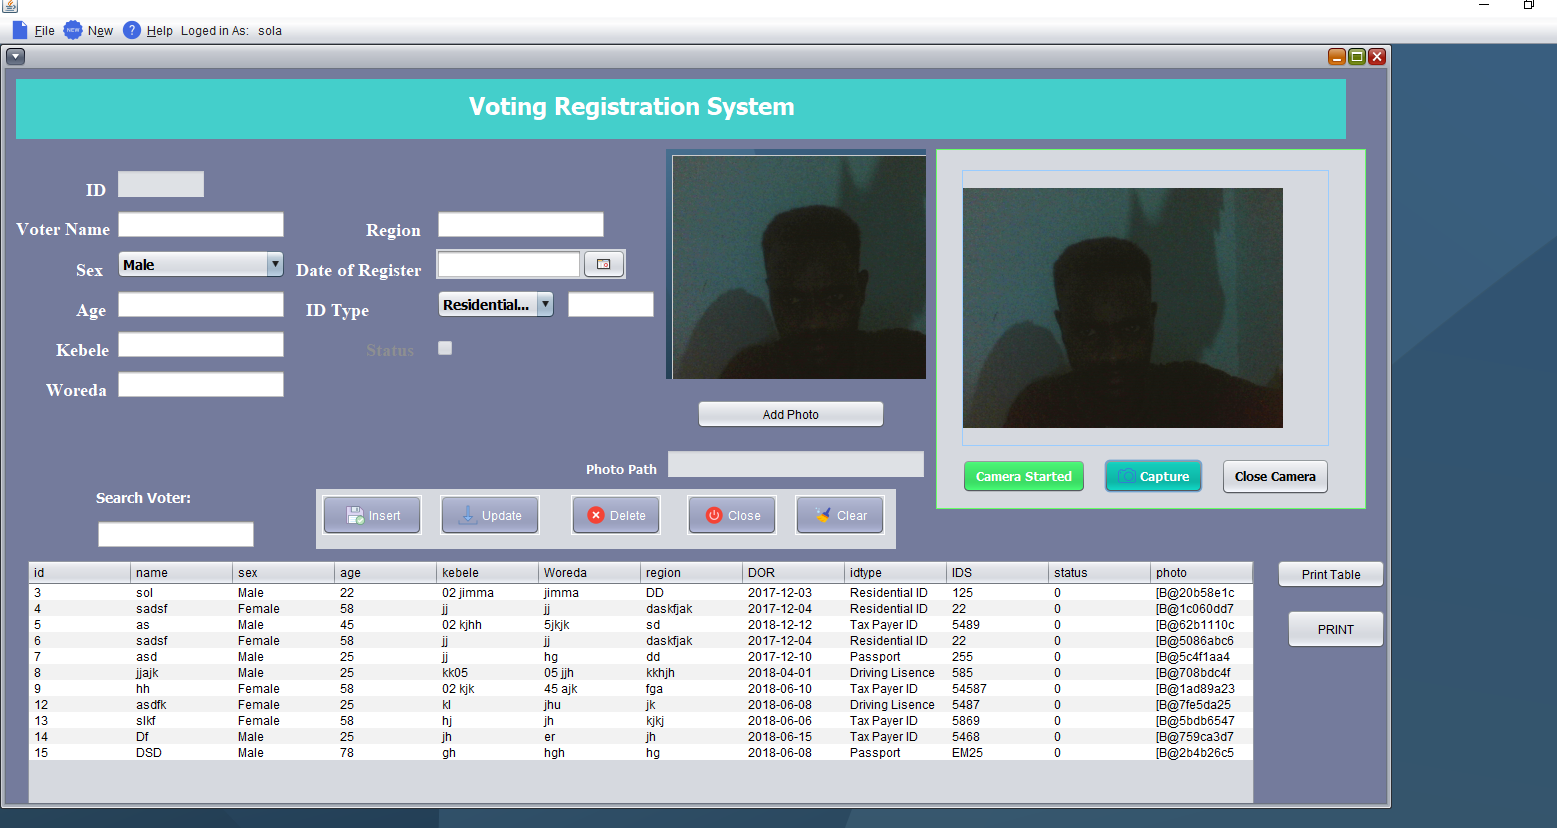 File New Help Loged in As: sola
Voting Registration System
ID
Voter Name
Region
Sex Male
Date of Register
Age
ID Type Residential...
Kebele
Status
Woreda
Add Photo
Photo Path
Camera Started Capture Close Camera
Search Voter:
Insert Update Delete Close Clear
id name sex age kebele Woreda region DOR idtype IDS status photo
3 sol Male 22 02 jimma jimma DD 2017-12-03 Residential ID 125 0 [B@20b58e1c
4 sadsf Female 58 jj jj daskfjak 2017-12-04 Residential ID 22 0 [B@1c060dd7
5 as Male 45 02 kjhh 5jkjk sd 2018-12-12 Tax Payer ID 5489 0 [B@62b1110c
6 sadsf Female 58 jj jj daskfjak 2017-12-04 Residential ID 22 0 [B@5086abc6
7 asd Male 25 jj hg dd 2017-12-10 Passport 255 0 [B@5c4f1aa4
8 jjajk Male 25 kk05 05 jjh kkhjh 2018-04-01 Driving Lisence 585 0 [B@708bdc4f
9 hh Female 58 02 kjk 45 ajk fga 2018-06-10 Tax Payer ID 54587 0 [B@1ad89a23
12 asdfk Female 25 kl jhu jk 2018-06-08 Driving Lisence 5487 0 [B@7fe5da25
13 slkf Female 58 hj jh kjkj 2018-06-06 Tax Payer ID 5869 0 [B@5bdb6547
14 Df Male 25 jh er jh 2018-06-15 Tax Payer ID 5468 0 [B@759ca3d7
15 DSD Male 78 gh hgh hg 2018-06-08 Passport EM25 0 [B@2b4b26c5
Print Table
PRINT